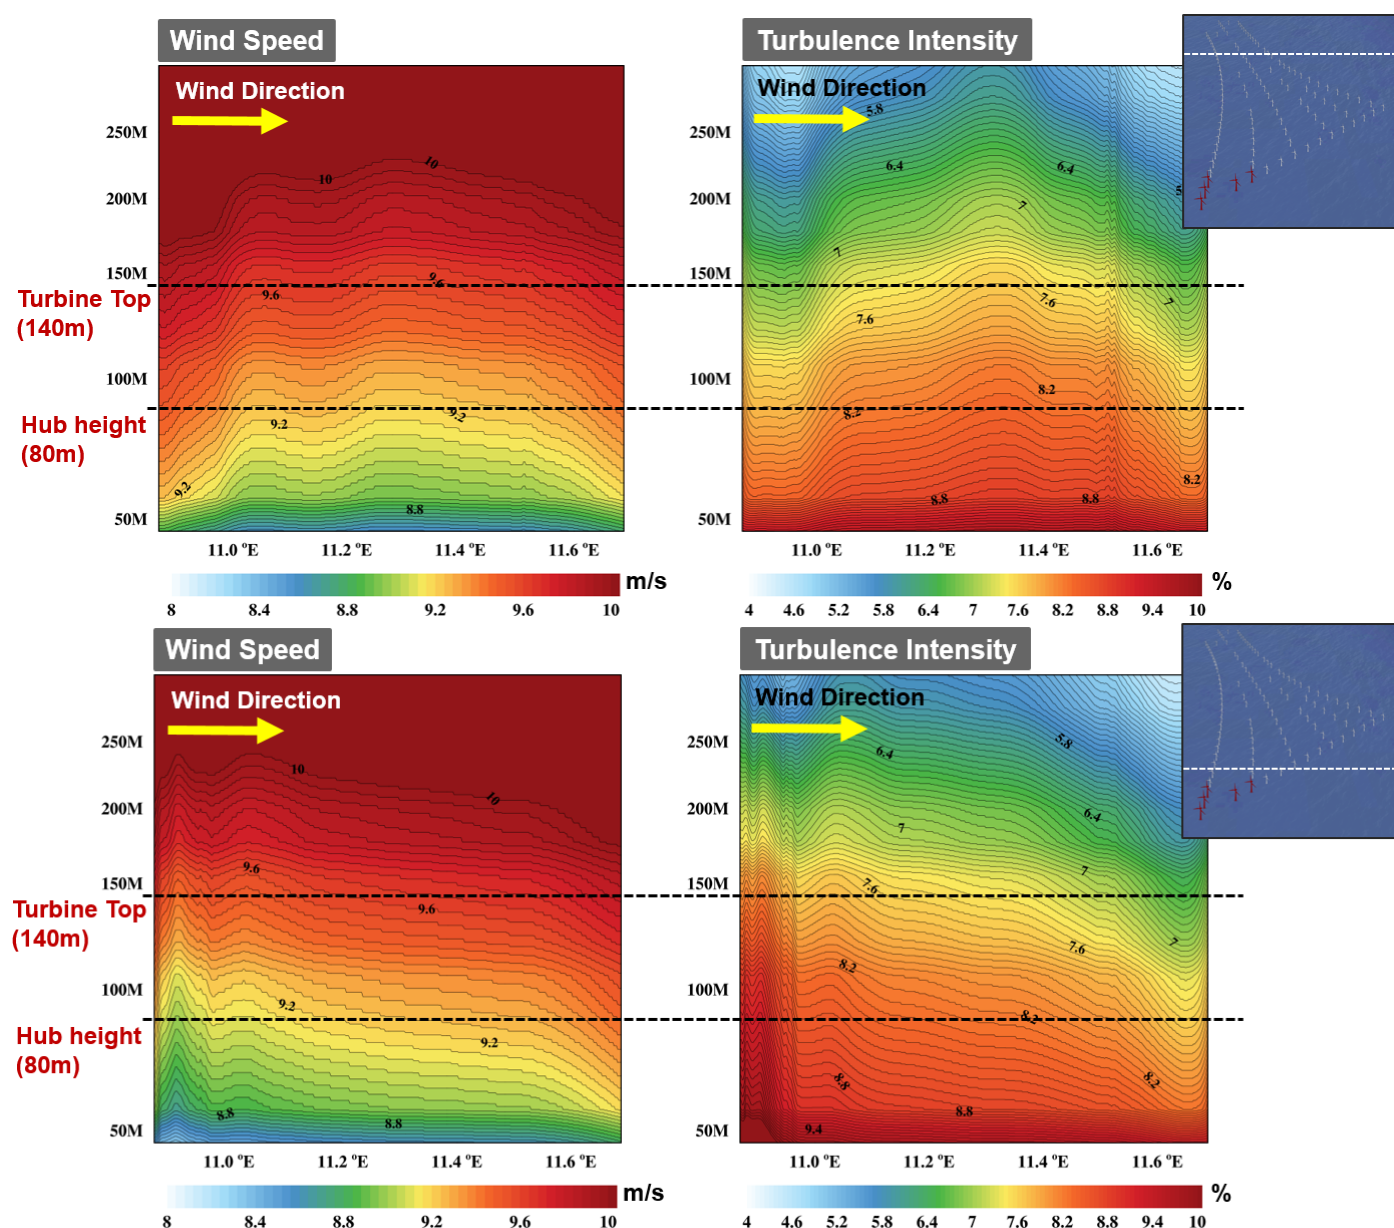 Wind Speed
Turbulence Intensity
Wind Direction
Wind Direction
250M
200M
150M
100M
50M
Turbine Top
(140m)
Hub height
(80m)
10
10
9.6
9.6
9.2
9.2
9.2
8.8
250M
200M
150M
100M
50M
5.8
6.4
6.4
7
7
7.6
7.6
7
8.2
8.2
8.2
8.8
8.8
11.0 °E
11.2 °E
11.4 °E
11.6 °E
11.0 °E
11.2 °E
11.4 °E
11.6 °E
m/s
8
8.4
8.8
9.2
9.6
10
%
4
4.6
5.2
5.8
6.4
7
7.6
8.2
8.8
9.4
10
Wind Speed
Turbulence Intensity
Wind Direction
Wind Direction
250M
200M
150M
100M
50M
Turbine Top
(140m)
Hub height
(80m)
10
10
9.6
9.6
9.2
9.2
8.8
8.8
250M
200M
150M
100M
50M
5.8
6.4
6.4
7
7
7.6
7.6
7
8.2
8.2
8.2
8.8
8.8
9.4
11.0 °E
11.2 °E
11.4 °E
11.6 °E
11.0 °E
11.2 °E
11.4 °E
11.6 °E
m/s
8
8.4
8.8
9.2
9.6
10
%
4
4.6
5.2
5.8
6.4
7
7.6
8.2
8.8
9.4
10